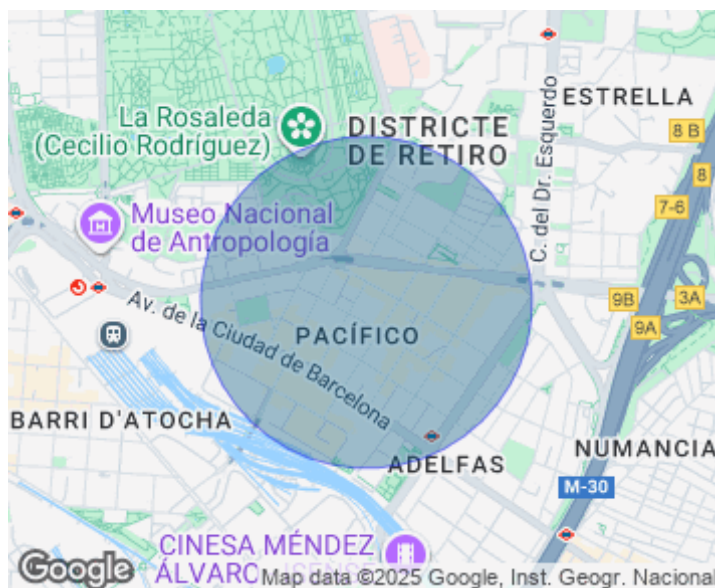 ESTRELLA
La Rosaleda
(Cecilio Rodríguez)
DISTRICTE
DE RETIRO
C. del Dr. Esquerdo
8 B
8
7-6
Museo Nacional
de Antropología
9B
3A
9A
Av. de la Ciudad de Barcelona
PACÍFICO
BARRI D'ATOCHA
ADELFAS
NUMANCIA
M-30
CINESA MÉNDEZ
ÁLVARO
Google
Map data ©2025 Google, Inst. Geogr. Nacional